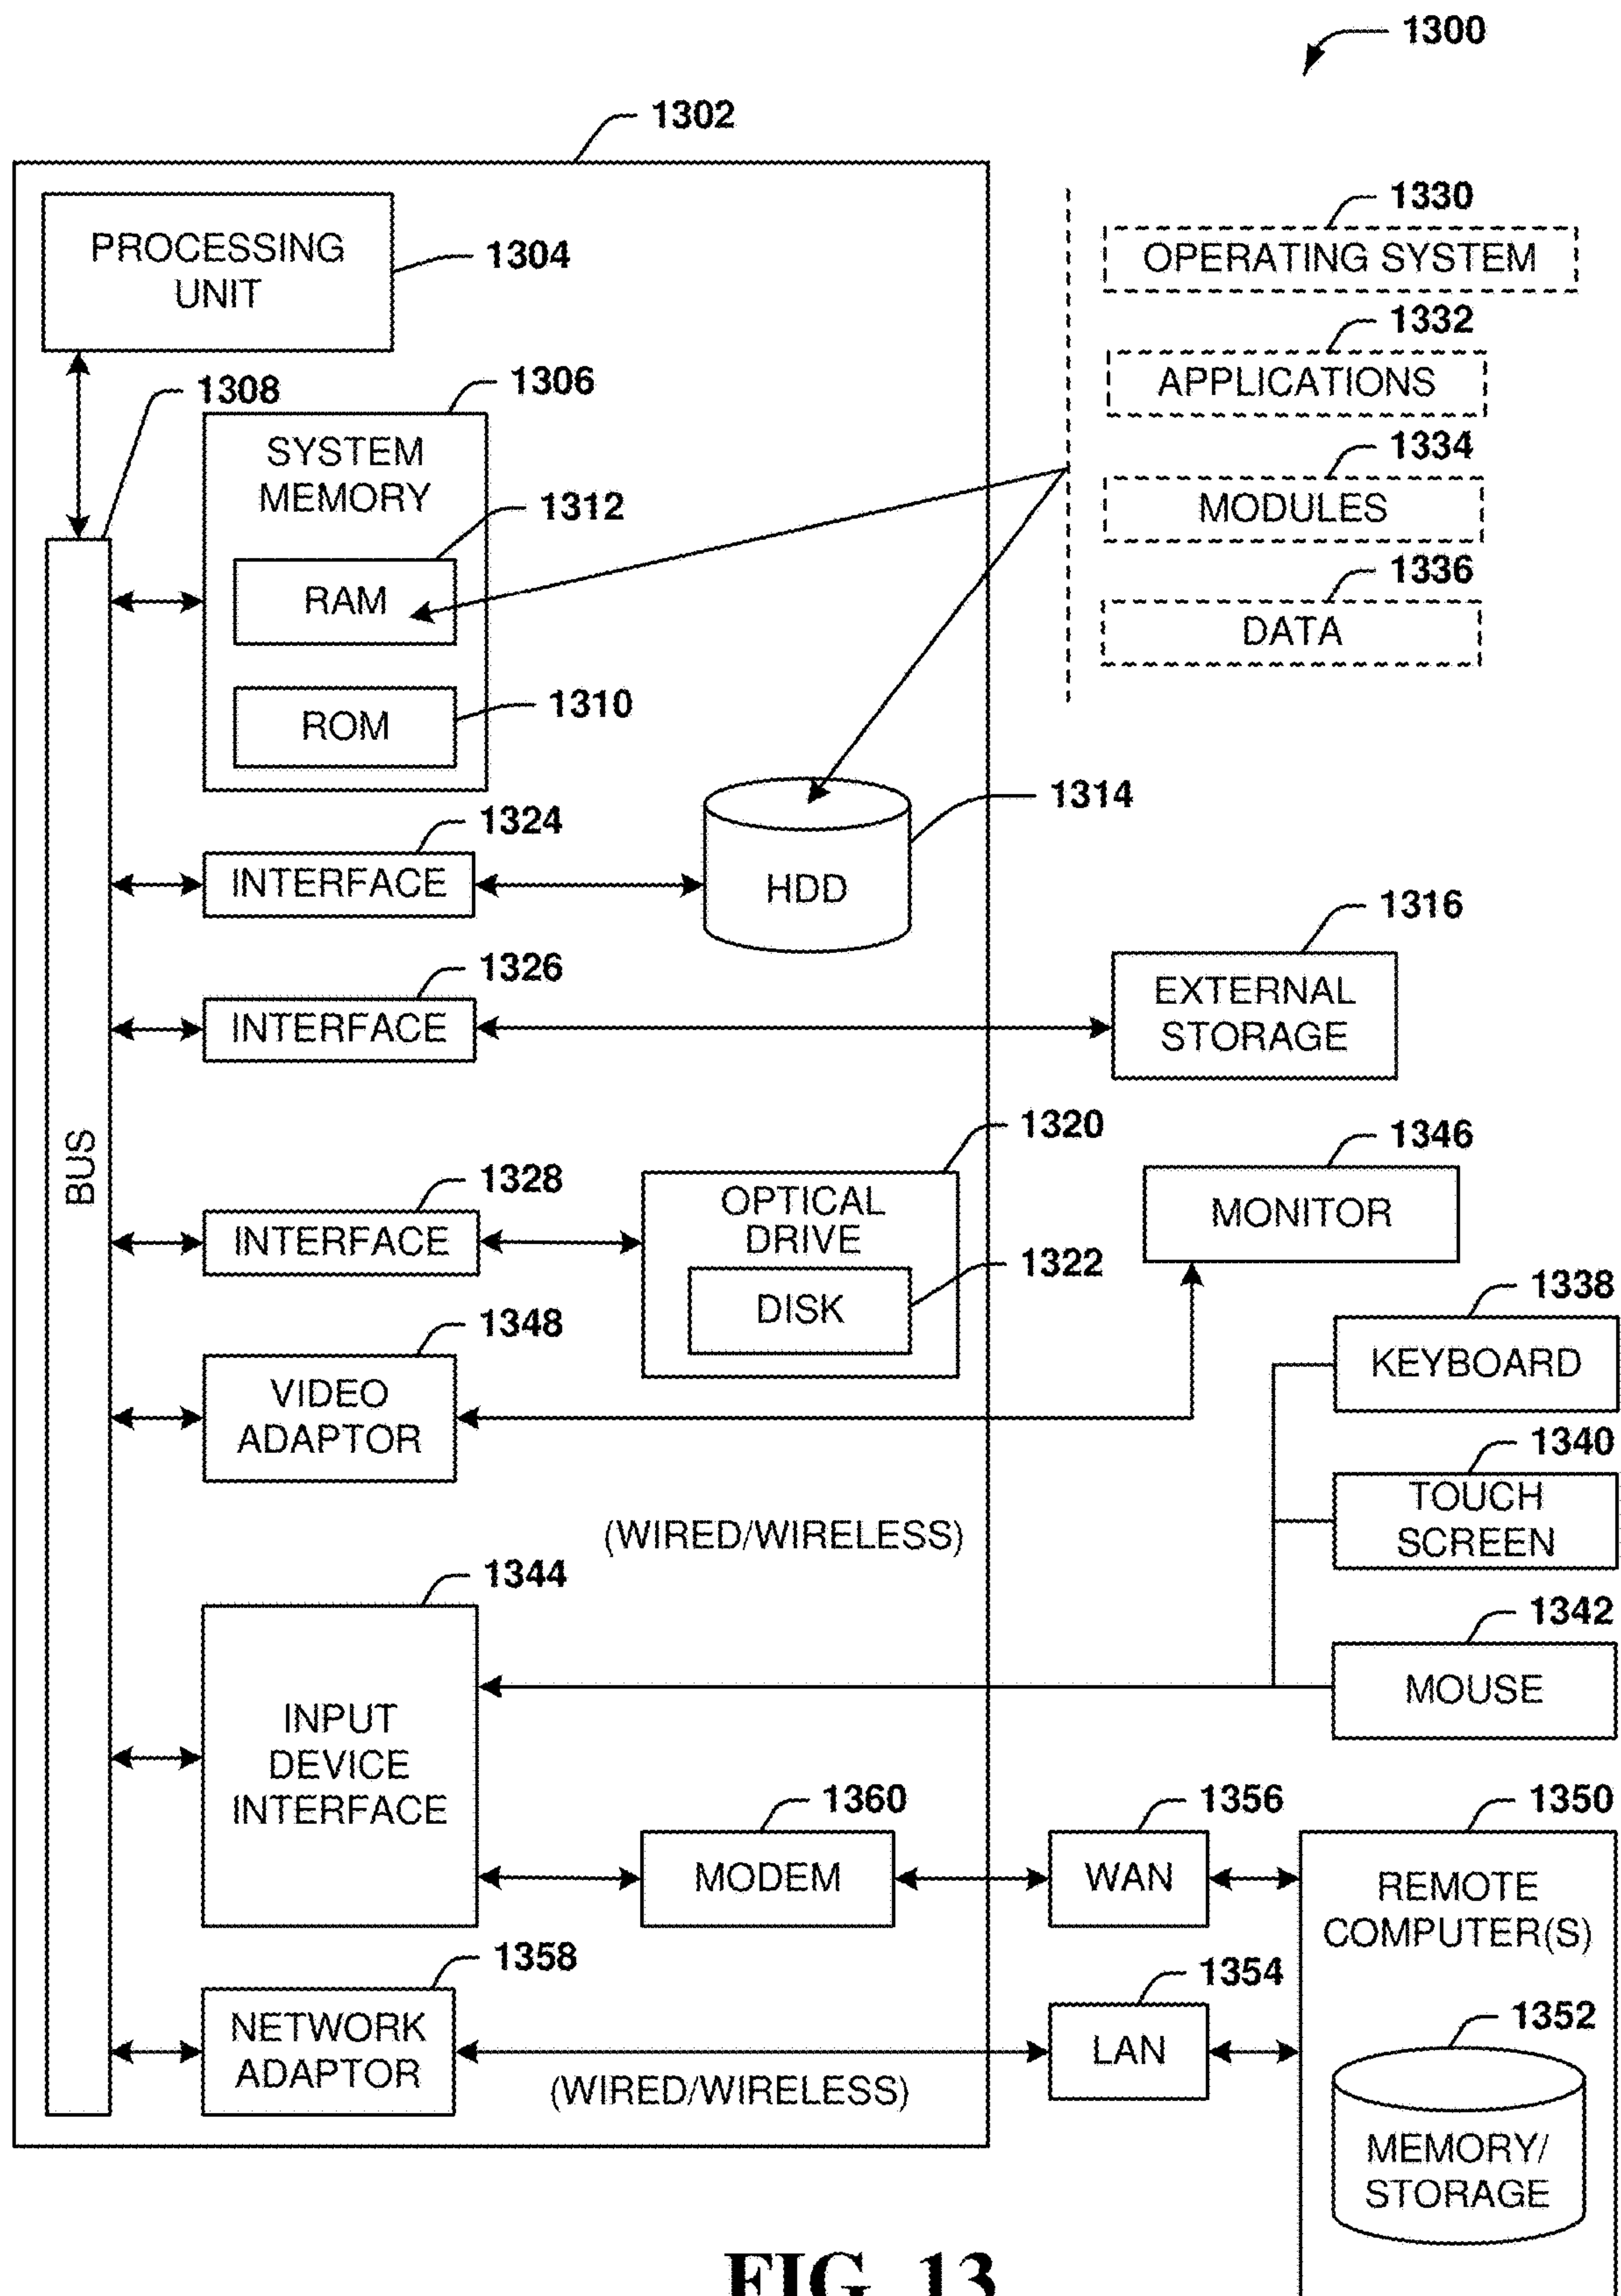 1300
1302
PROCESSING
UNIT
1304
1330
OPERATING SYSTEM
1332
APPLICATIONS
1334
MODULES
1336
DATA
1308
1306
SYSTEM
MEMORY
1312
RAM
1310
ROM
1314
HDD
1324
INTERFACE
1316
EXTERNAL
STORAGE
1326
INTERFACE
BUS
1320
OPTICAL
DRIVE
1322
DISK
1328
INTERFACE
1346
MONITOR
1348
VIDEO
ADAPTOR
1338
KEYBOARD
1340
TOUCH
SCREEN
(WIRED/WIRELESS)
1342
MOUSE
1344
INPUT
DEVICE
INTERFACE
1360
MODEM
1356
WAN
1350
REMOTE
COMPUTER(S)
1358
NETWORK
ADAPTOR
(WIRED/WIRELESS)
1354
LAN
1352
MEMORY/
STORAGE
FIG. 13